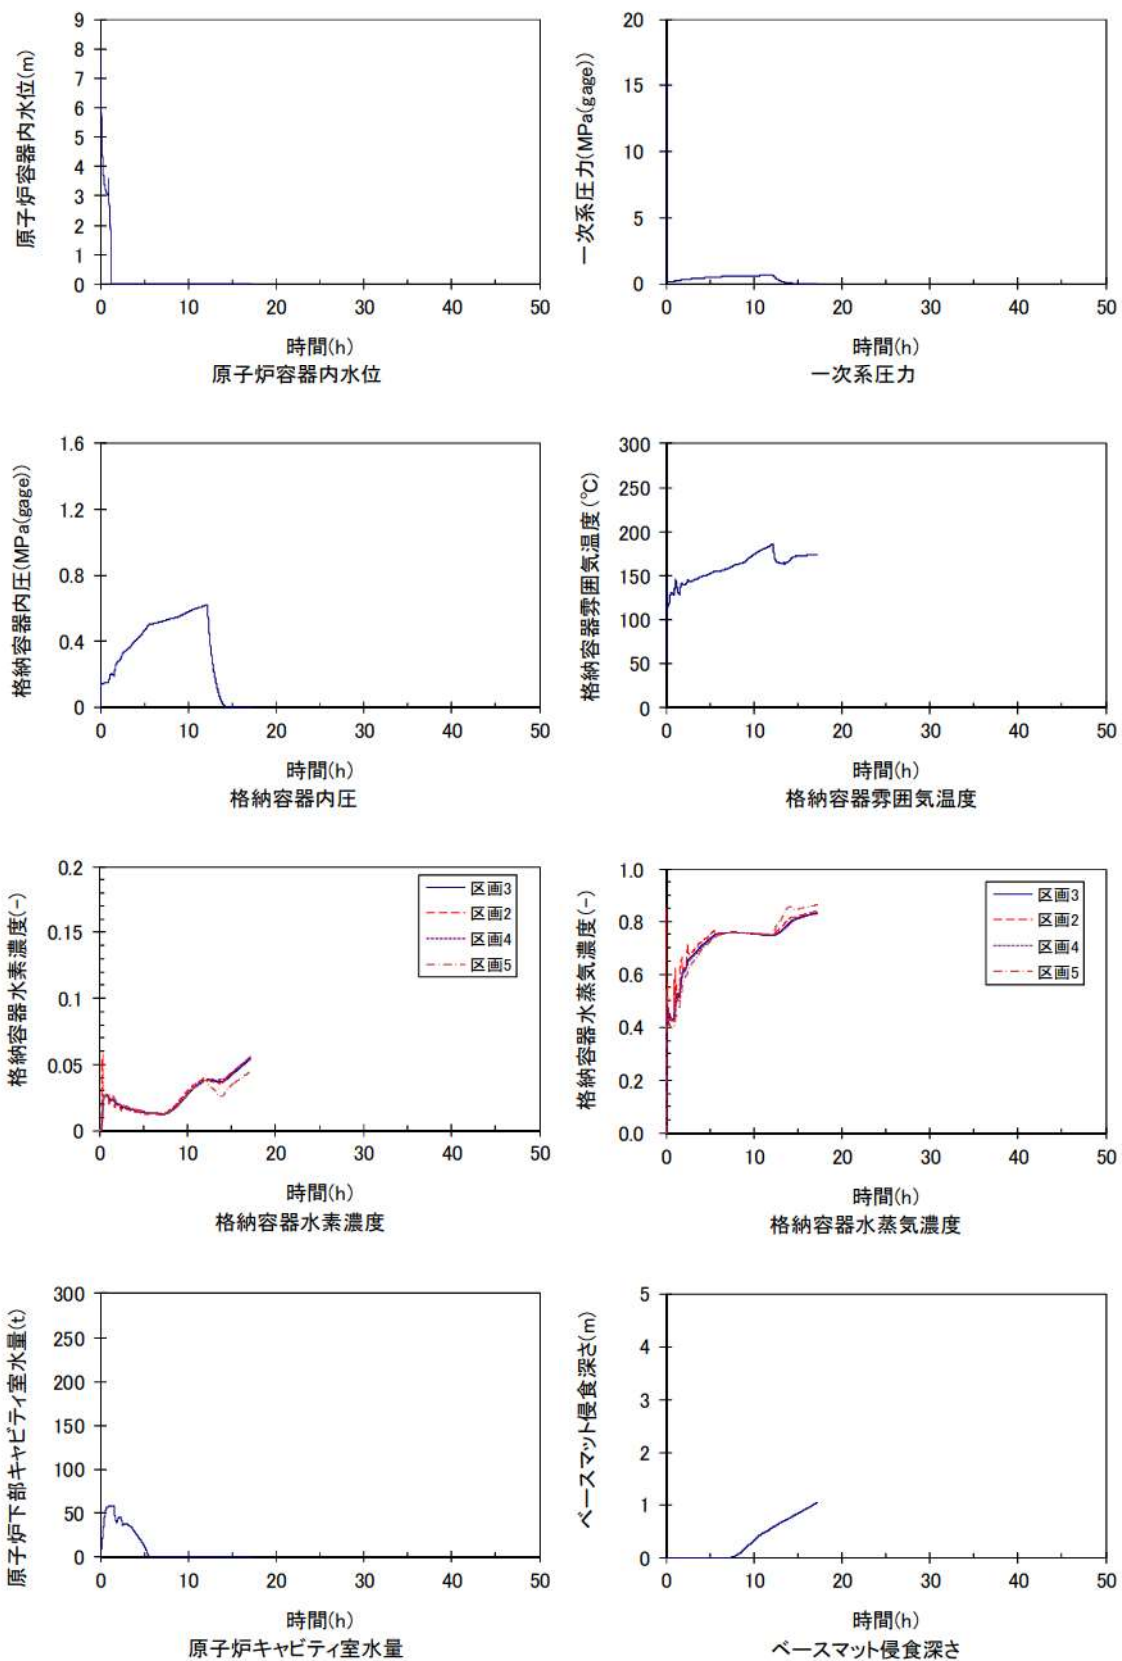 原子炉容器内水位(m)
9
8
7
6
5
4
3
2
1
0
0 10 20 30 40 50
時間(h)
原子炉容器内水位
一次系圧力(MPa(gage))
20
15
10
5
0
0 10 20 30 40 50
時間(h)
一次系圧力
格納容器内圧(MPa(gage))
1.6
1.2
0.8
0.4
0
0 10 20 30 40 50
時間(h)
格納容器内圧
格納容器雰囲気温度(℃)
300
250
200
150
100
50
0
0 10 20 30 40 50
時間(h)
格納容器雰囲気温度
格納容器水素濃度(-)
0.2
0.15
0.1
0.05
0
区画3
区画2
区画4
区画5
0 10 20 30 40 50
時間(h)
格納容器水素濃度
格納容器水蒸気濃度(-)
1.0
0.8
0.6
0.4
0.2
0.0
区画3
区画2
区画4
区画5
0 10 20 30 40 50
時間(h)
格納容器水蒸気濃度
原子炉下部キャビティ室水量(t)
300
250
200
150
100
50
0
0 10 20 30 40 50
時間(h)
原子炉キャビティ室水量
ベースマット侵食深さ(m)
5
4
3
2
1
0
0 10 20 30 40 50
時間(h)
ベースマット侵食深さ